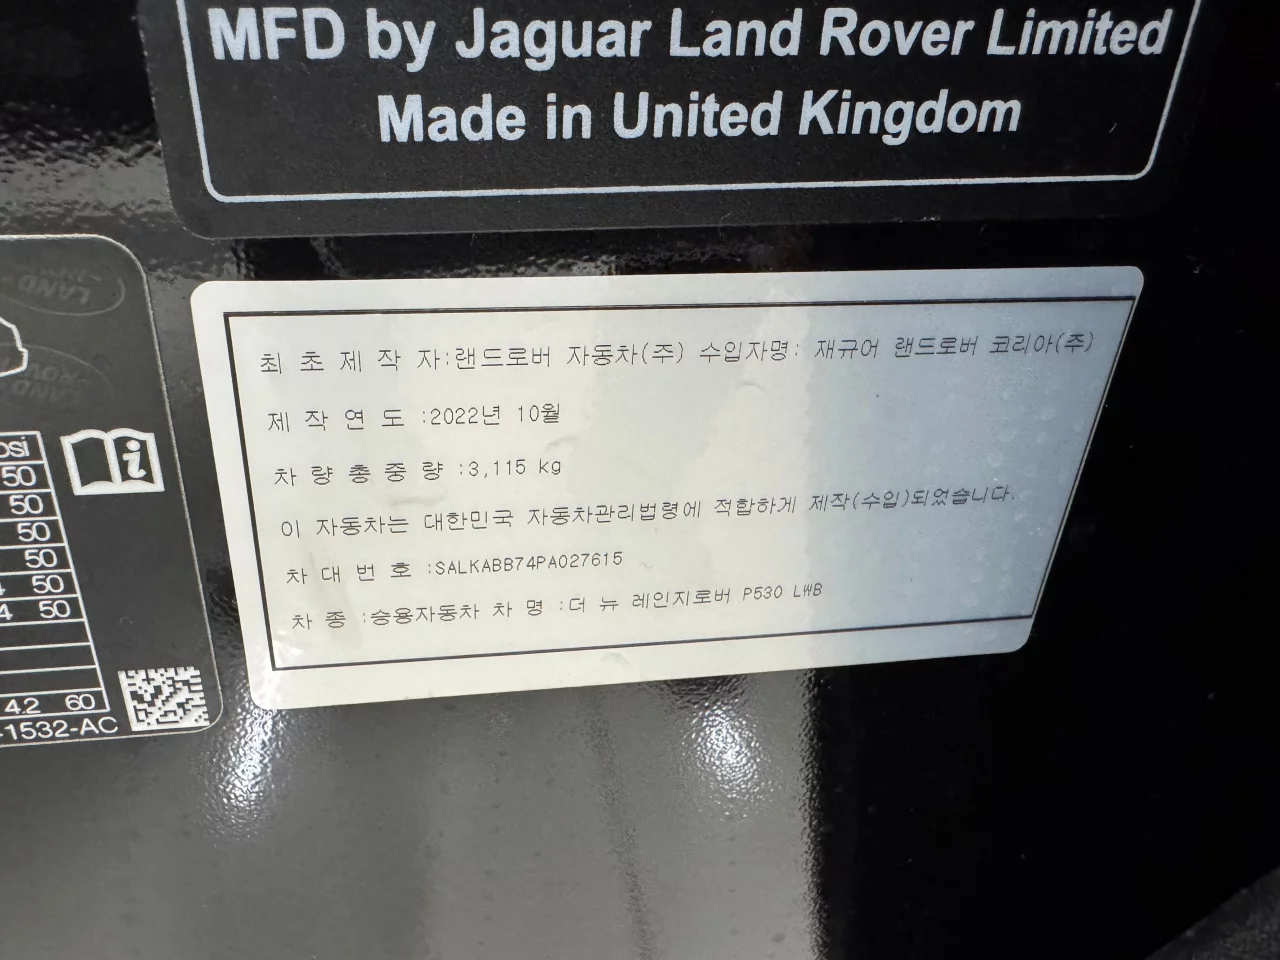 MFD by Jaguar Land Rover Limited
Made in United Kingdom
최 초 제 작 자:랜드로버 자동차(주) 수입자명: 재규어 랜드로버 코리아(주)
제 작 연 도 :2022년 10월
차 량 총 중 량 :3,115 kg
이 자동차는 대한민국 자동차관리법령에 적합하게 제작(수입)되었습니다.
차 대 번 호 :SALKABB74PA027615
차 종 :승용자동차 차 명 :더 뉴 레인지로버 P530 LWB
LAND
psi
50
50
50
50
50
4 50
4.2 60
-1532-AC